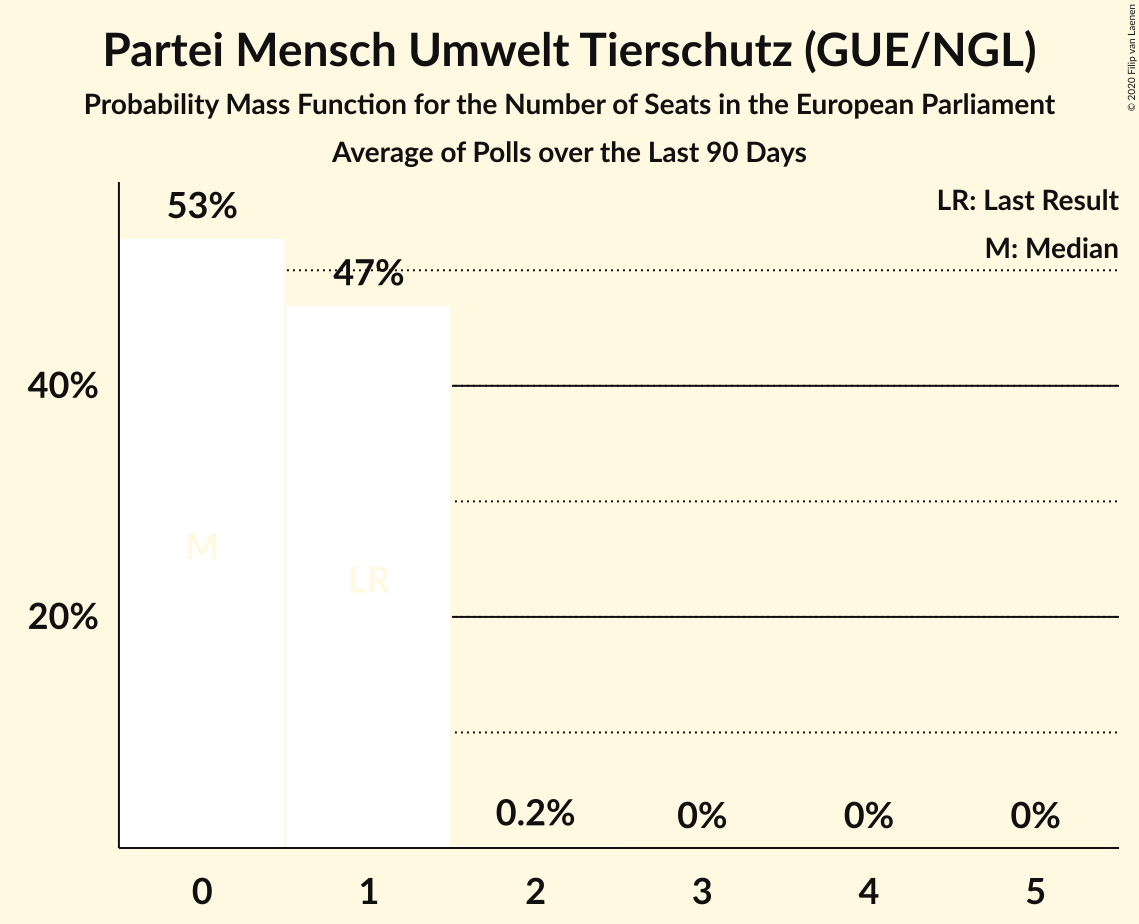 Partei Mensch Umwelt Tierschutz (GUE/NGL)
Probability Mass Function for the Number of Seats in the European Parliament
Average of Polls over the Last 90 Days
© 2020 Filip van Laenen
LR: Last Result
M: Median
53%
47%
40%
M
LR
20%
0.2%
0%
0%
0%
0
1
2
3
4
5